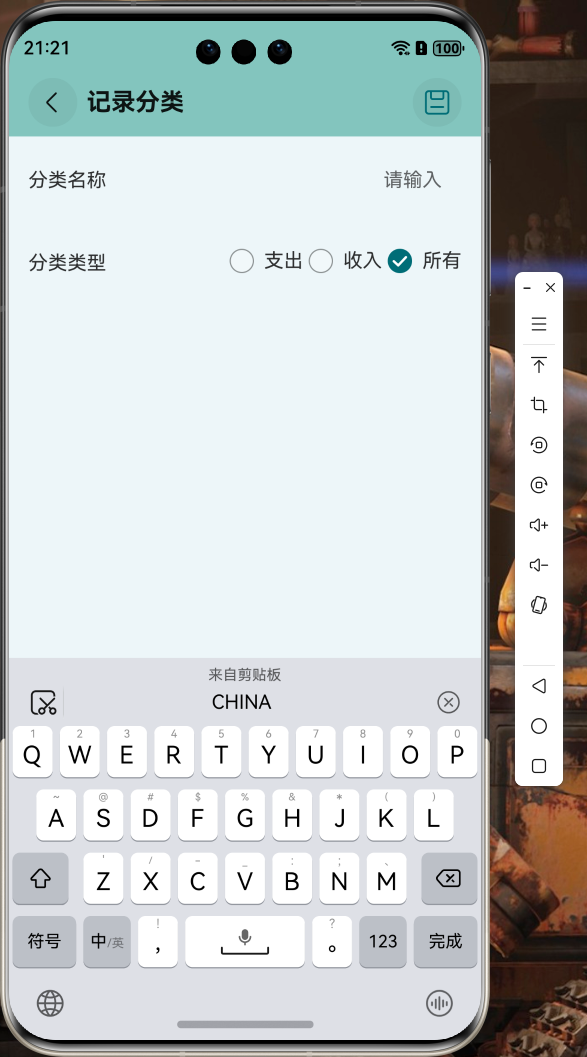 21:21
100
记录分类
分类名称 请输入
分类类型 支出 收入 所有
来自剪贴板
CHINA
1 2 3 4 5 6 7 8 9 0
Q W E R T Y U I O P
~ @ # $ % & * ( )
A S D F G H J K L
' / - _ : ; 、
Z X C V B N M
! ?
符号 中/英 , 。 123 完成